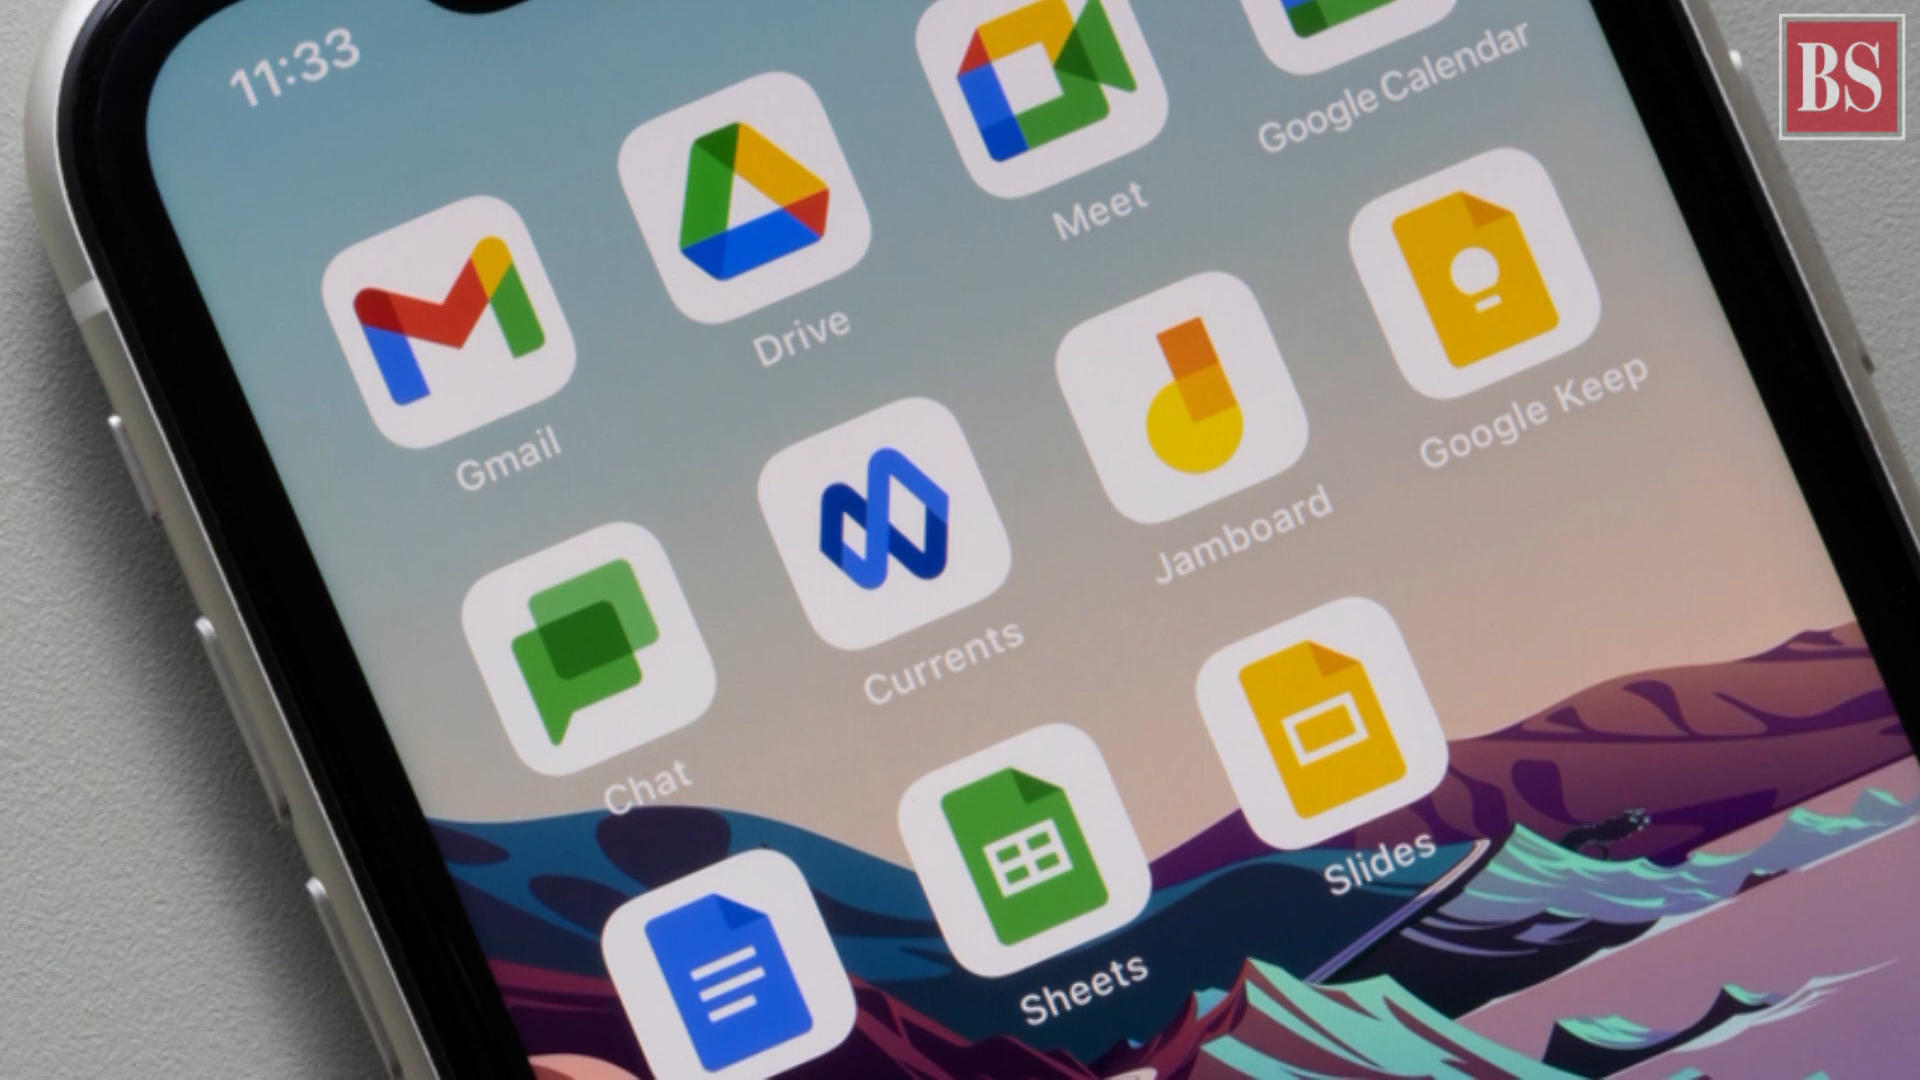 11:33
BS
Gmail
Drive
Meet
Google Calendar
Chat
Currents
Jamboard
Google Keep
Sheets
Slides